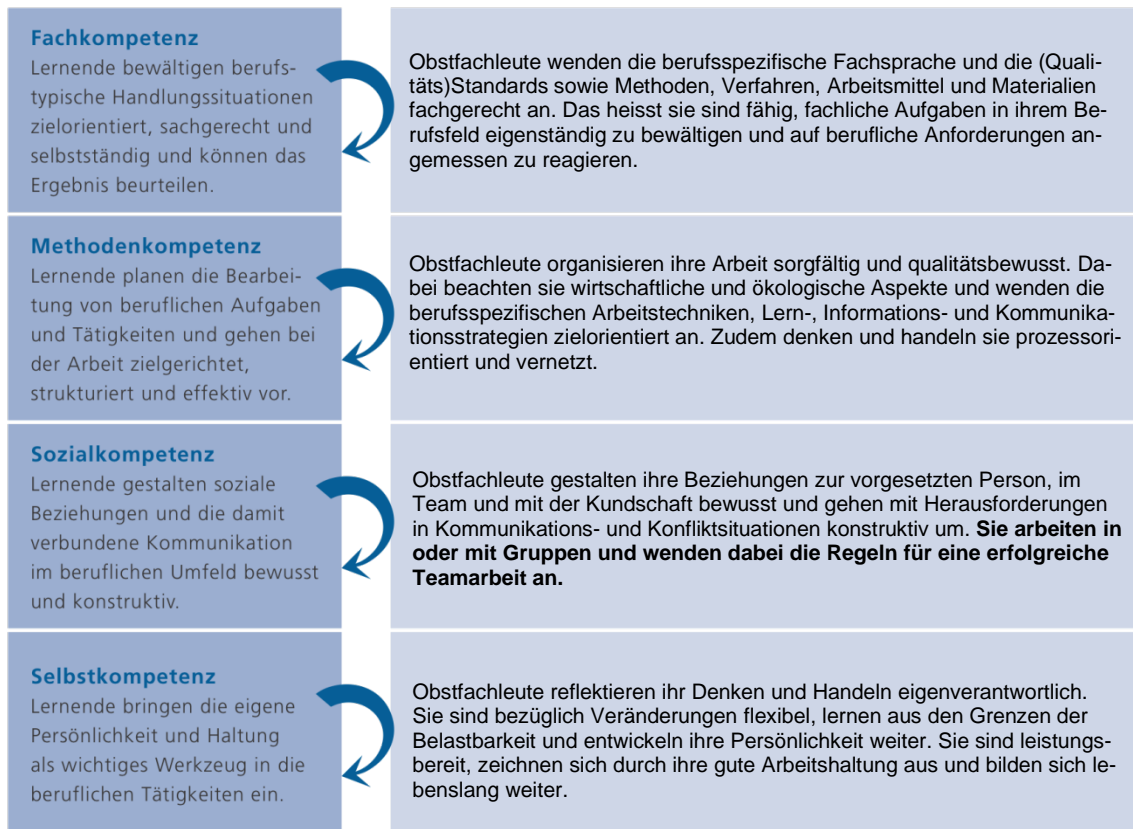 Fachkompetenz
Lernende bewältigen berufs-
typische Handlungssituationen
zielorientiert, sachgerecht und
selbstständig und können das
Ergebnis beurteilen.
Obstfachleute wenden die berufsspezifische Fachsprache und die (Quali-
täts)Standards sowie Methoden, Verfahren, Arbeitsmittel und Materialien
fachgerecht an. Das heisst sie sind fähig, fachliche Aufgaben in ihrem Be-
rufsfeld eigenständig zu bewältigen und auf berufliche Anforderungen an-
gemessen zu reagieren.
Methodenkompetenz
Lernende planen die Bearbei-
tung von beruflichen Aufgaben
und Tätigkeiten und gehen bei
der Arbeit zielgerichtet,
strukturiert und effektiv vor.
Obstfachleute organisieren ihre Arbeit sorgfältig und qualitätsbewusst. Da-
bei beachten sie wirtschaftliche und ökologische Aspekte und wenden die
berufsspezifischen Arbeitstechniken, Lern-, Informations- und Kommunika-
tionsstrategien zielorientiert an. Zudem denken und handeln sie prozessori-
entiert und vernetzt.
Sozialkompetenz
Lernende gestalten soziale
Beziehungen und die damit
verbundene Kommunikation
im beruflichen Umfeld bewusst
und konstruktiv.
Obstfachleute gestalten ihre Beziehungen zur vorgesetzten Person, im
Team und mit der Kundschaft bewusst und gehen mit Herausforderungen
in Kommunikations- und Konfliktsituationen konstruktiv um. Sie arbeiten in
oder mit Gruppen und wenden dabei die Regeln für eine erfolgreiche
Teamarbeit an.
Selbstkompetenz
Lernende bringen die eigene
Persönlichkeit und Haltung
als wichtiges Werkzeug in die
beruflichen Tätigkeiten ein.
Obstfachleute reflektieren ihr Denken und Handeln eigenverantwortlich.
Sie sind bezüglich Veränderungen flexibel, lernen aus den Grenzen der
Belastbarkeit und entwickeln ihre Persönlichkeit weiter. Sie sind leistungs-
bereit, zeichnen sich durch ihre gute Arbeitshaltung aus und bilden sich le-
benslang weiter.